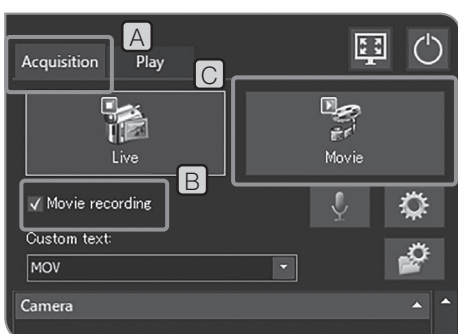 A
Acquisition Play
C
Live Movie
B
Movie recording
Custom text:
MOV
Camera